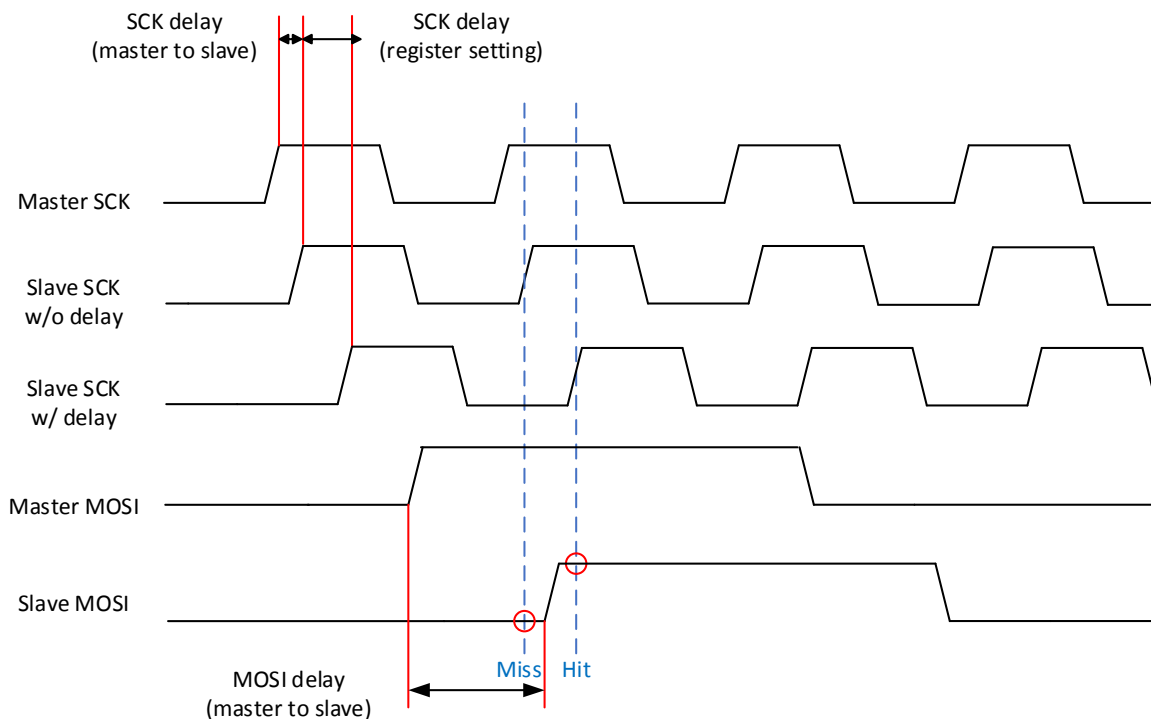 SCK delay
(master to slave)
SCK delay
(register setting)
Master SCK
Slave SCK
w/o delay
Slave SCK
w/ delay
Master MOSI
Slave MOSI
Miss
Hit
MOSI delay
(master to slave)